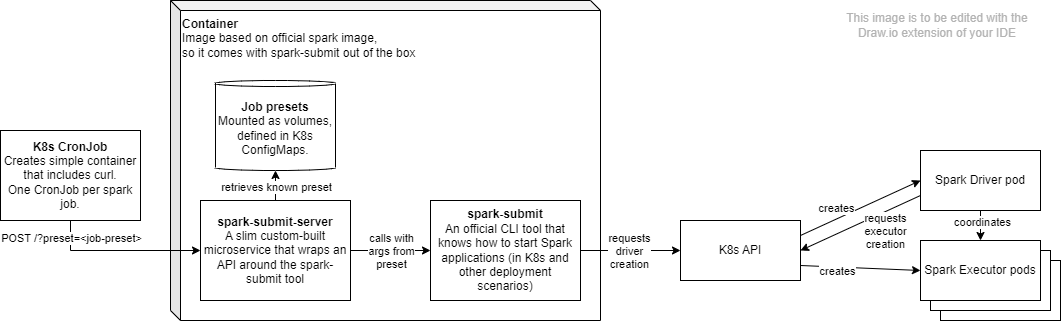 Container
Image based on official spark image,
so it comes with spark-submit out of the box
This image is to be edited with the
Draw.io extension of your IDE
Job presets
Mounted as volumes,
defined in K8s
ConfigMaps.
K8s CronJob
Creates simple container
that includes curl.
One CronJob per spark
job.
retrieves known preset
POST /?preset=<job-preset>
spark-submit-server
A slim custom-built
microservice that wraps an
API around the spark-
submit tool
calls with
args from
preset
spark-submit
An official CLI tool that
knows how to start Spark
applications (in K8s and
other deployment
scenarios)
requests
driver
creation
K8s API
creates
Spark Driver pod
requests
executor
creation
coordinates
creates
Spark Executor pods